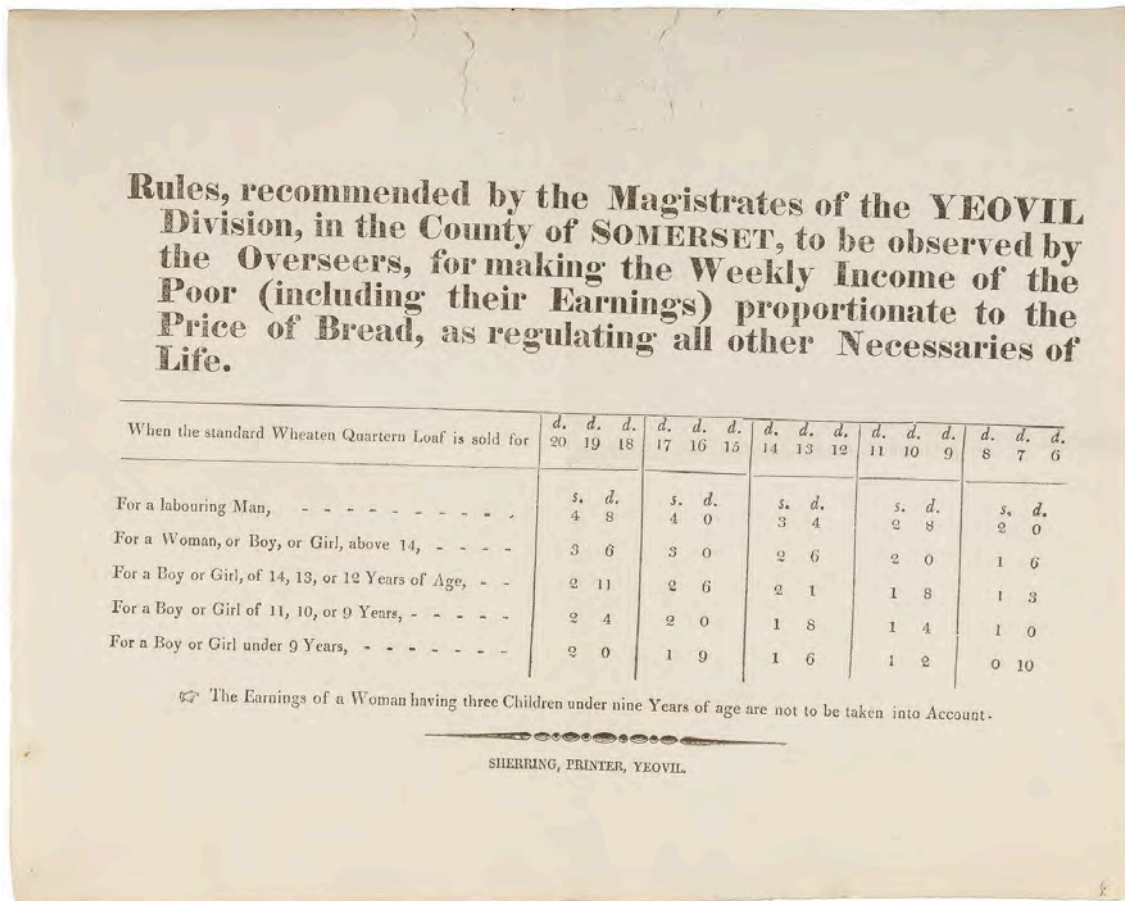 Rules, recommended by the Magistrates of the YEOVIL
Division, in the County of SOMERSET, to be observed by
the Overseers, for making the Weekly Income of the
Poor (including their Earnings) proportionate to the
Price of Bread, as regulating all other Necessaries of
Life.
When the standard Wheaten Quartern Loaf is sold for | d. 20 d. 19 d. 18 | d. 17 d. 16 d. 15 | d. 14 d. 13 d. 12 | d. 11 d. 10 d. 9 | d. 8 d. 7 d. 6
s. d. | s. d. | s. d. | s. d. | s. d.
For a labouring Man, - - - - - - - - - - | 4 8 | 4 0 | 3 4 | 2 8 | 2 0
For a Woman, or Boy, or Girl, above 14, - - - - | 3 6 | 3 0 | 2 6 | 2 0 | 1 6
For a Boy or Girl, of 14, 13, or 12 Years of Age, - - | 2 11 | 2 6 | 2 1 | 1 8 | 1 3
For a Boy or Girl of 11, 10, or 9 Years, - - - - - | 2 4 | 2 0 | 1 8 | 1 4 | 1 0
For a Boy or Girl under 9 Years, - - - - - - - | 2 0 | 1 9 | 1 6 | 1 2 | 0 10
☞ The Earnings of a Woman having three Children under nine Years of age are not to be taken into Account.
SHERRING, PRINTER, YEOVIL.